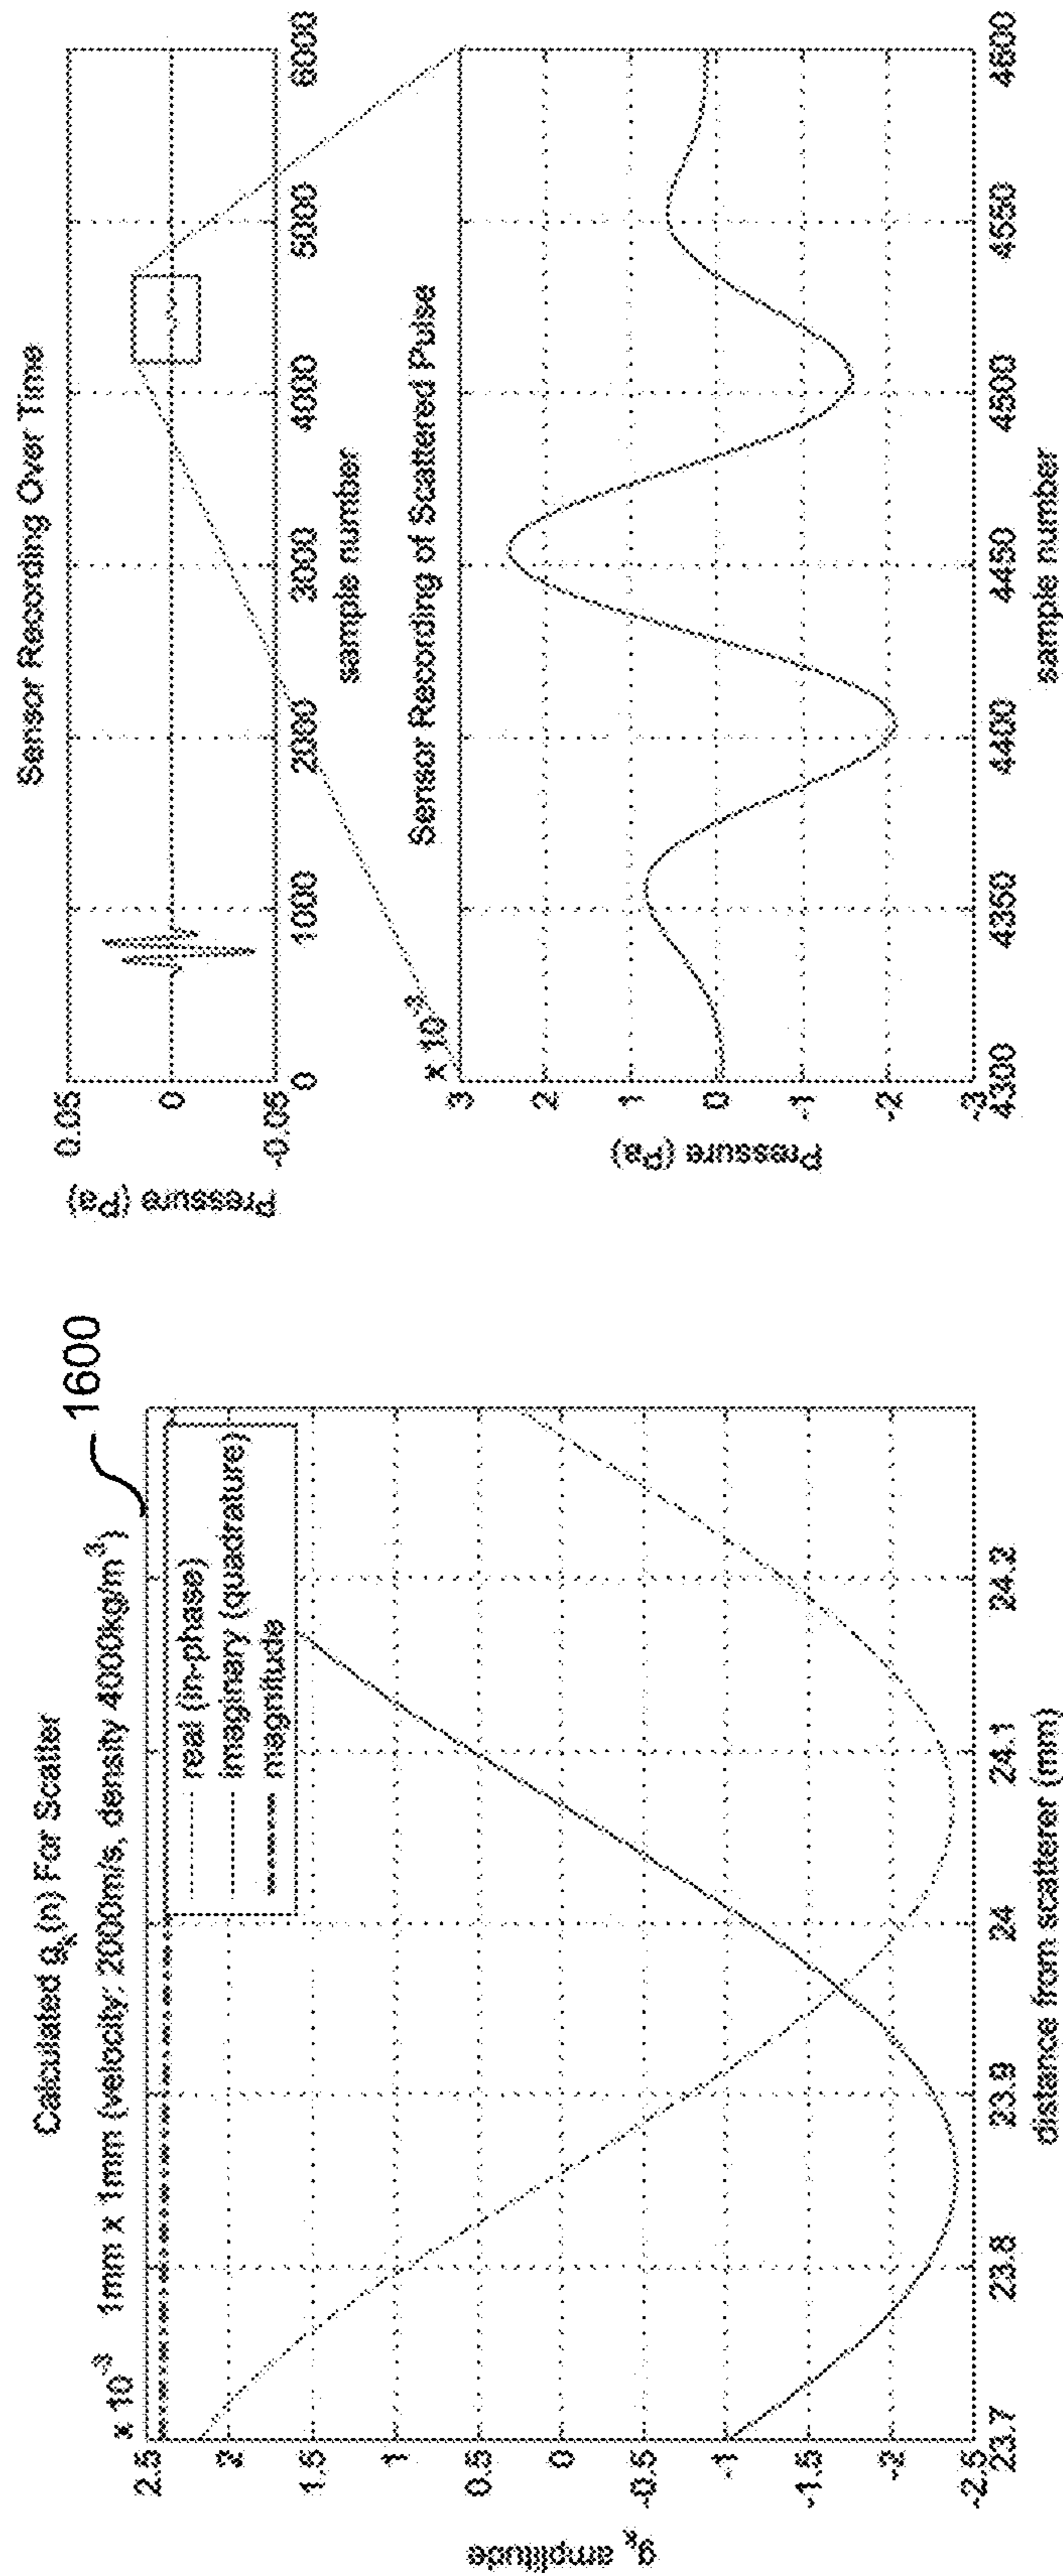 Calculated gₖ(n) For Scatter
x 10⁻³ 1mm x 1mm (velocity: 2000m/s, density 4000kg/m³)
1600
real (in-phase)
imaginary (quadrature)
magnitude
2.5
2
1.5
1
0.5
0
-0.5
-1
-1.5
-2
-2.5
gₖ amplitude
23.7 23.8 23.9 24 24.1 24.2
distance from scatterer (mm)
Sensor Recording Over Time
0.05
0
-0.05
Pressure (Pa)
0 1000 2000 3000 4000 5000 6000
sample number
Sensor Recording of Scattered Pulse
x 10⁻³
3
2
1
0
-1
-2
-3
Pressure (Pa)
4300 4350 4400 4450 4500 4550 4600
sample number